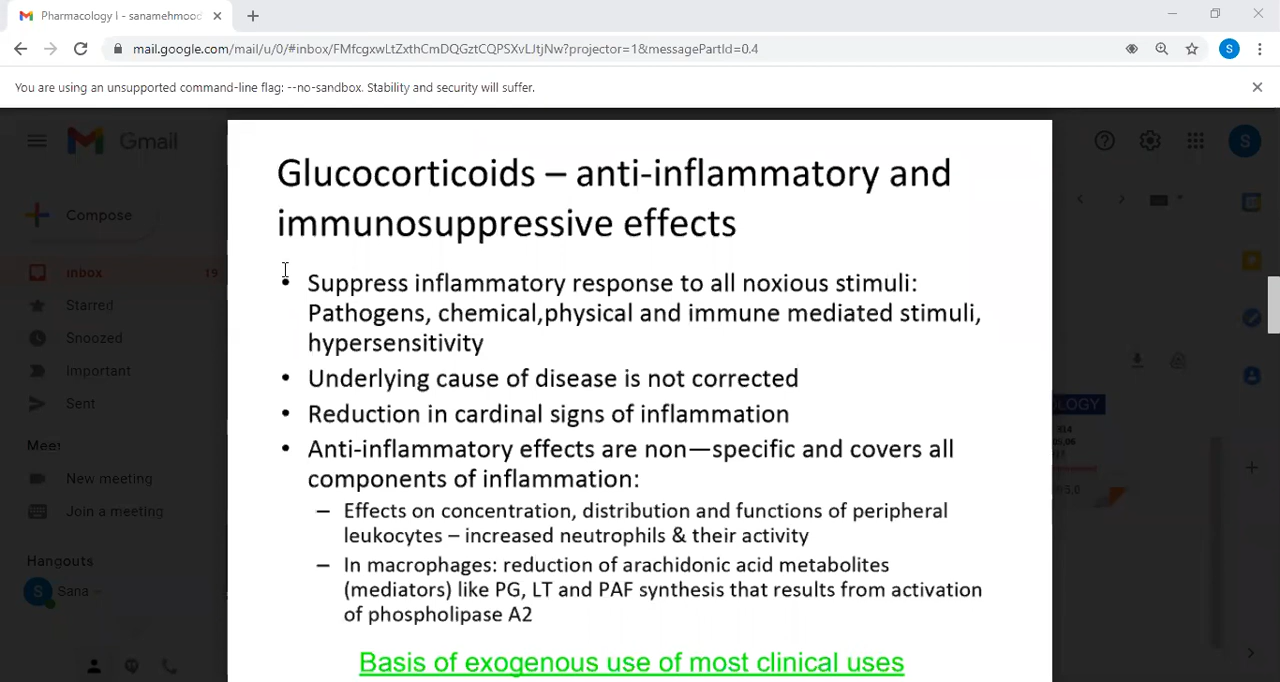 Pharmacology I - sanamehmood
mail.google.com/mail/u/0/#inbox/FMfcgxwLtZxthCmDQGztCQPSXvLJtjNw?projector=1&messagePartId=0.4
S
You are using an unsupported command-line flag: --no-sandbox. Stability and security will suffer.
Gmail
S
Compose
Inbox 19
Starred
Snoozed
Important
Sent
Meet
New meeting
Join a meeting
Hangouts
S Sana
Glucocorticoids – anti-inflammatory and
immunosuppressive effects
• Suppress inflammatory response to all noxious stimuli:
Pathogens, chemical,physical and immune mediated stimuli,
hypersensitivity
• Underlying cause of disease is not corrected
• Reduction in cardinal signs of inflammation
• Anti-inflammatory effects are non—specific and covers all
components of inflammation:
– Effects on concentration, distribution and functions of peripheral
leukocytes – increased neutrophils & their activity
– In macrophages: reduction of arachidonic acid metabolites
(mediators) like PG, LT and PAF synthesis that results from activation
of phospholipase A2
Basis of exogenous use of most clinical uses
OLOGY